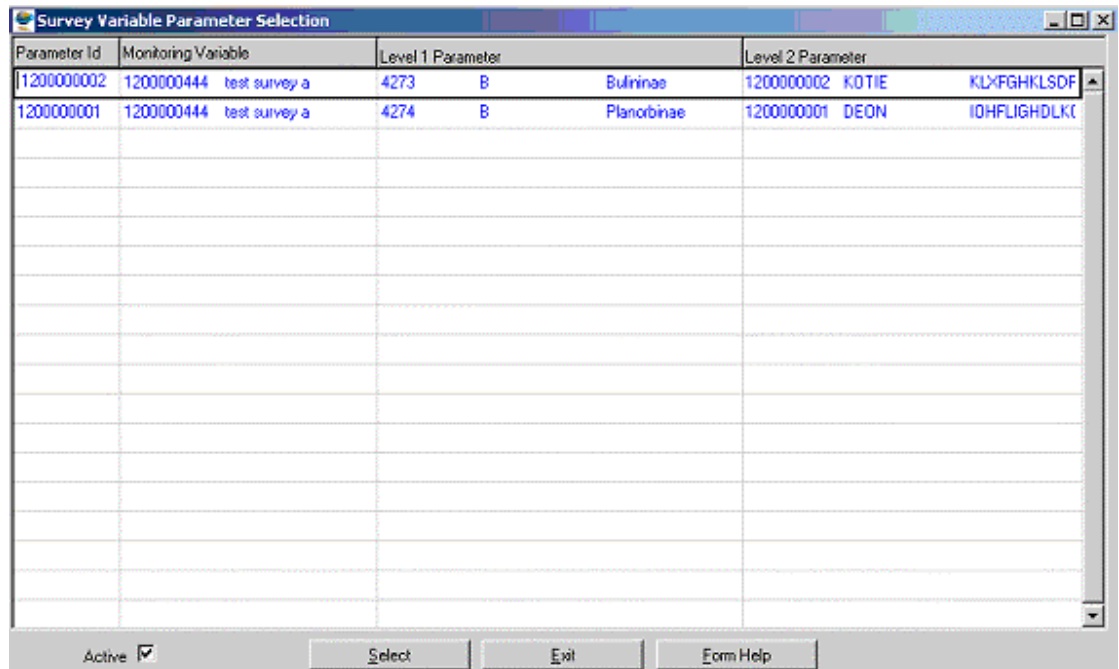 Survey Variable Parameter Selection
Parameter Id Monitoring Variable Level 1 Parameter Level 2 Parameter
1200000002 1200000444 test survey a 4273 B Bulininae 1200000002 KOTIE KLXFGHKLSDF
1200000001 1200000444 test survey a 4274 B Planorbinae 1200000001 DEON IOHFLIGHDLK
Active Select Exit Form Help